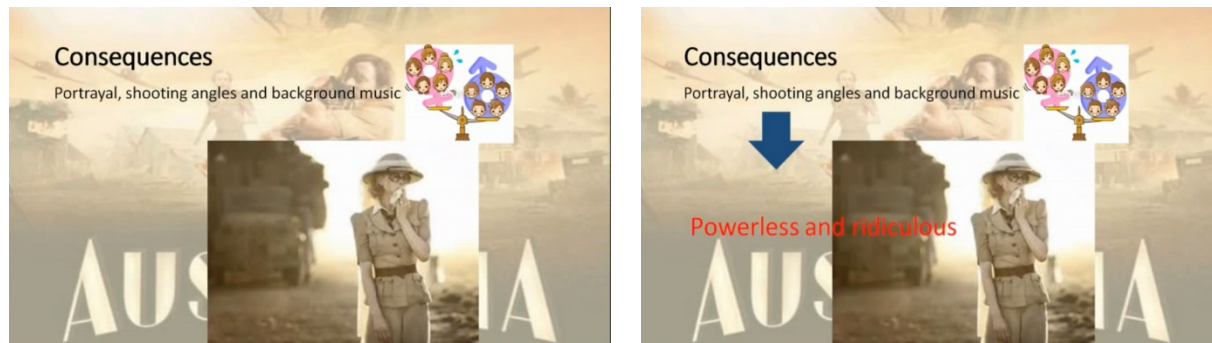 Consequences
Portrayal, shooting angles and background music
AUS IA
Consequences
Portrayal, shooting angles and background music
Powerless and ridiculous
AUS IA